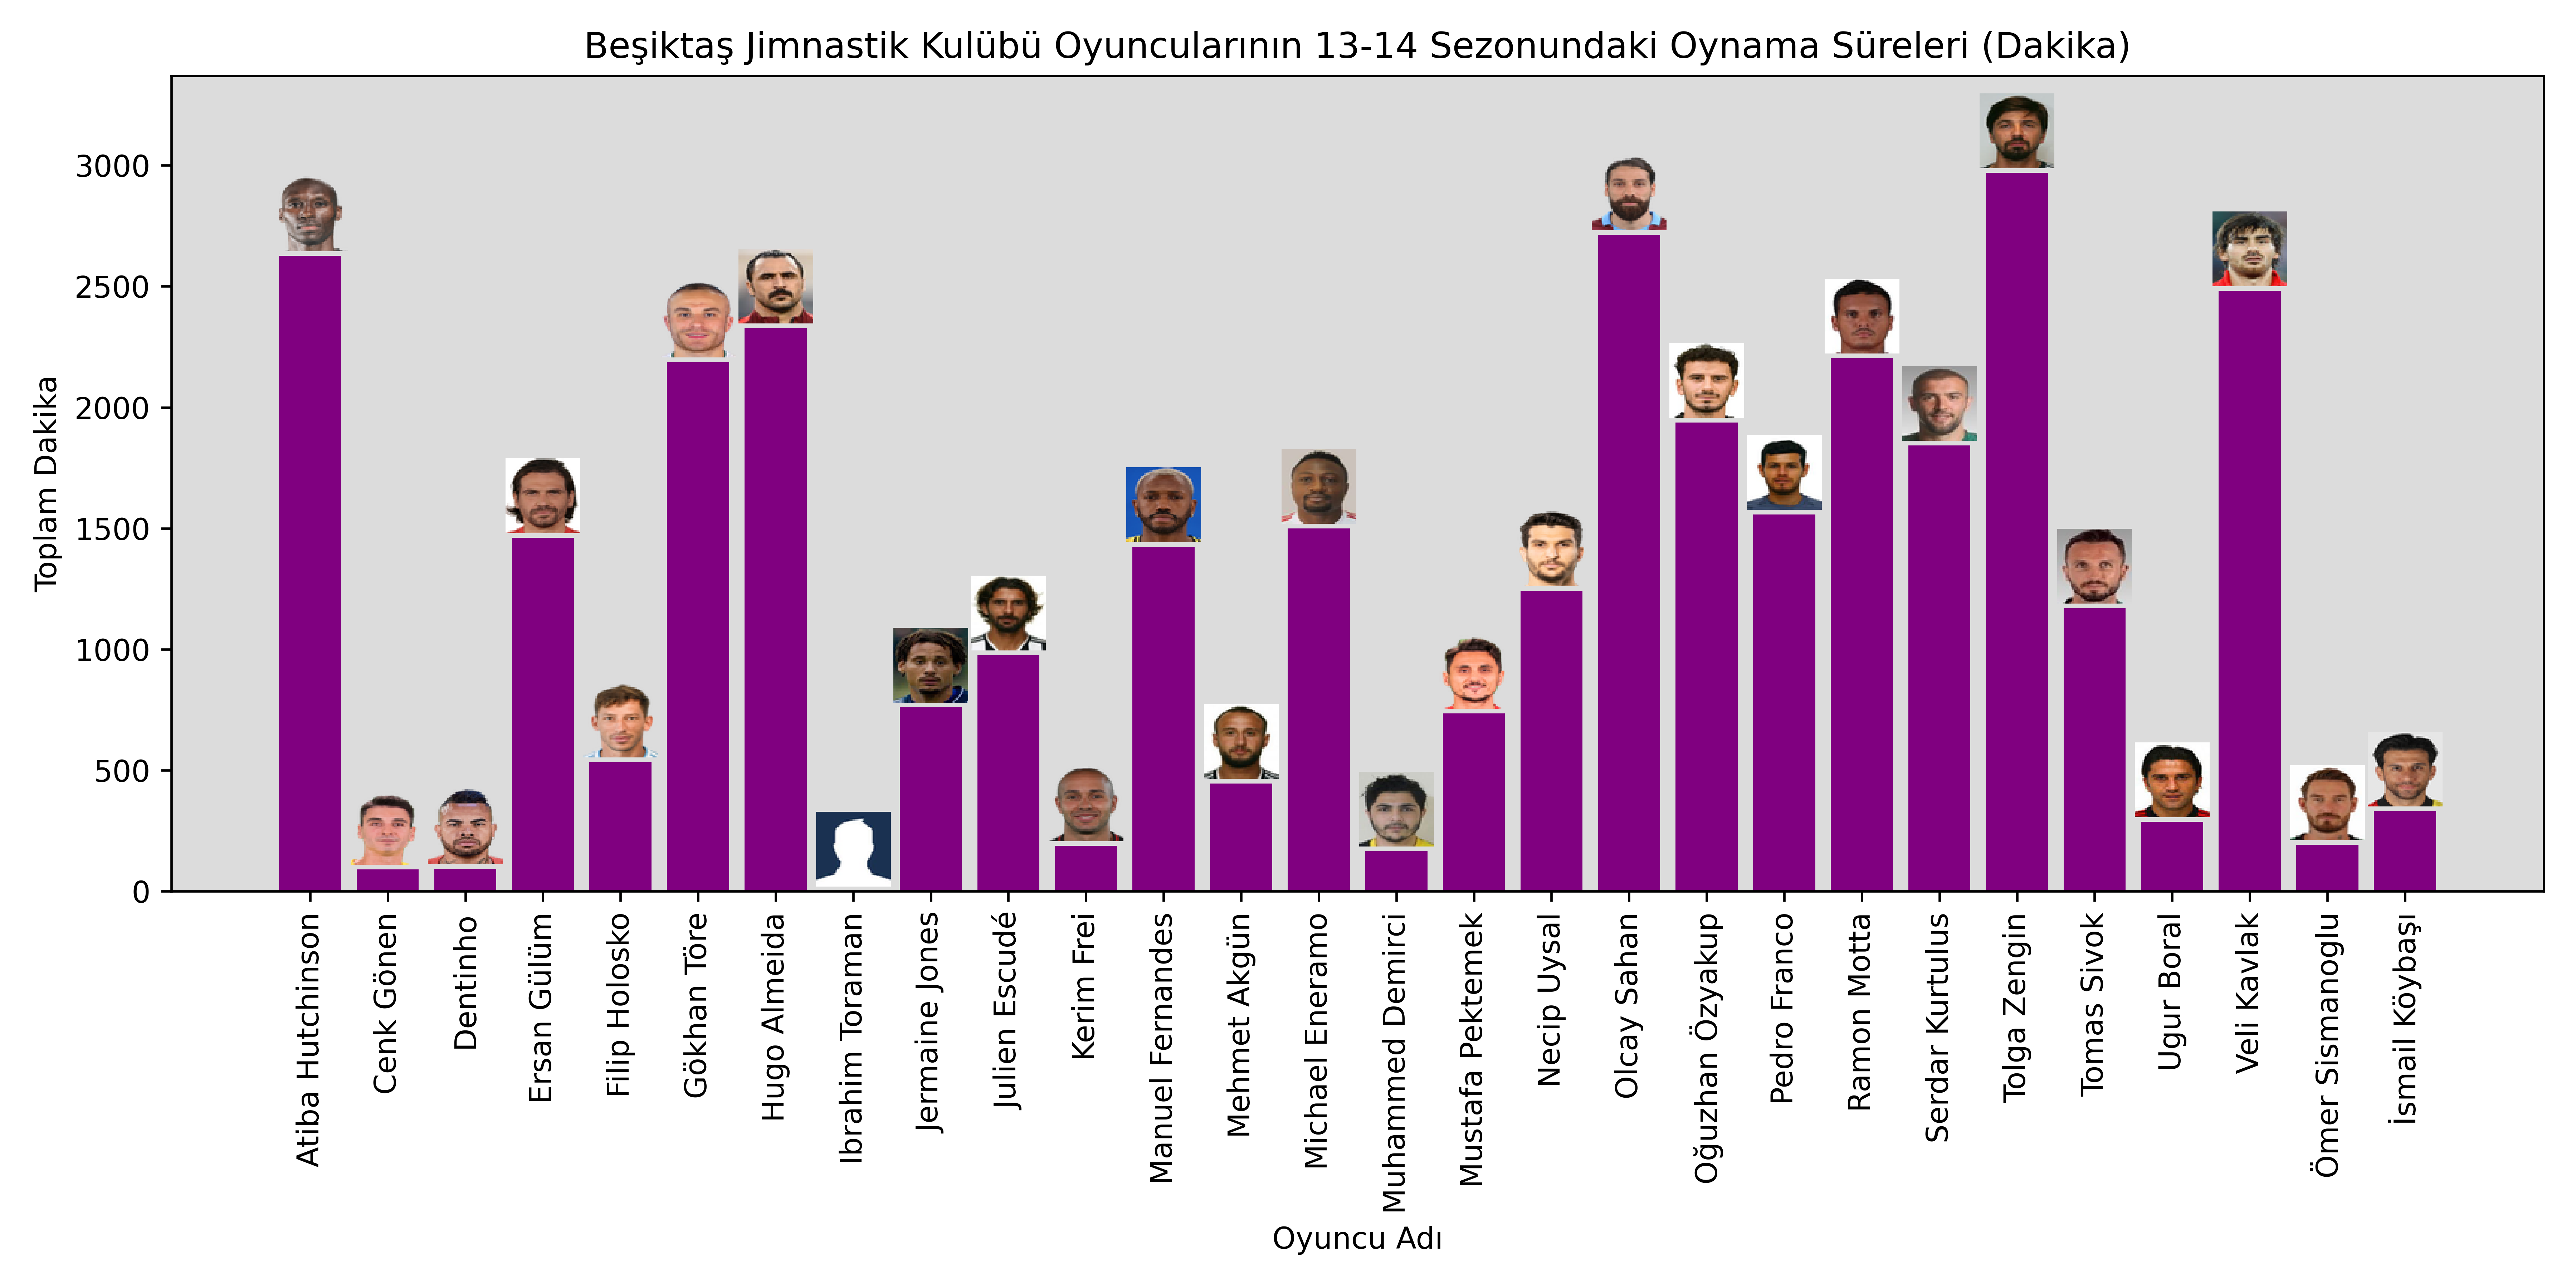 Beşiktaş Jimnastik Kulübü Oyuncularının 13-14 Sezonundaki Oynama Süreleri (Dakika)
Toplam Dakika
3000
2500
2000
1500
1000
500
0
Atiba Hutchinson
Cenk Gönen
Dentinho
Ersan Gülüm
Filip Holosko
Gökhan Töre
Hugo Almeida
Ibrahim Toraman
Jermaine Jones
Julien Escudé
Kerim Frei
Manuel Fernandes
Mehmet Akgün
Michael Eneramo
Muhammed Demirci
Mustafa Pektemek
Necip Uysal
Olcay Sahan
Oğuzhan Özyakup
Pedro Franco
Ramon Motta
Serdar Kurtulus
Tolga Zengin
Tomas Sivok
Ugur Boral
Veli Kavlak
Ömer Sismanoglu
İsmail Köybaşı
Oyuncu Adı